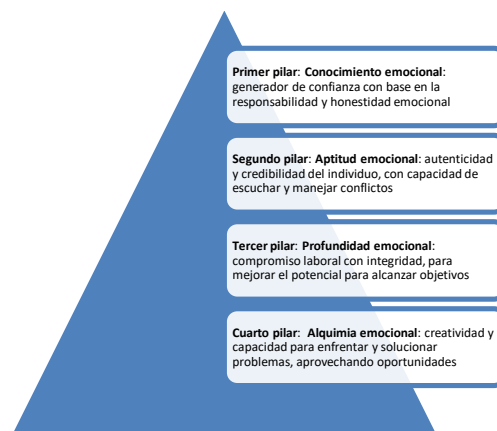 Primer pilar: Conocimiento emocional:
generador de confianza con base en la
responsabilidad y honestidad emocional
Segundo pilar: Aptitud emocional: autenticidad
y credibilidad del individuo, con capacidad de
escuchar y manejar conflictos
Tercer pilar: Profundidad emocional:
compromiso laboral con integridad, para
mejorar el potencial para alcanzar objetivos
Cuarto pilar: Alquimia emocional: creatividad y
capacidad para enfrentar y solucionar
problemas, aprovechando oportunidades